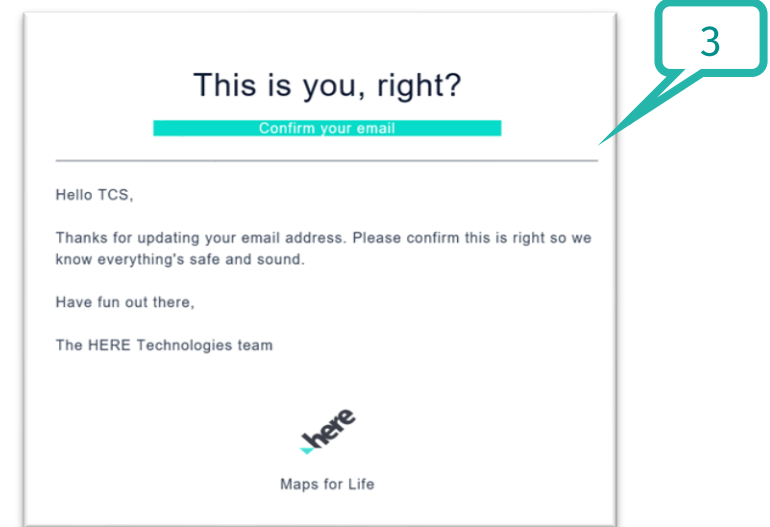 3
This is you, right?
Confirm your email
Hello TCS,
Thanks for updating your email address. Please confirm this is right so we
know everything's safe and sound.
Have fun out there,
The HERE Technologies team
here
Maps for Life